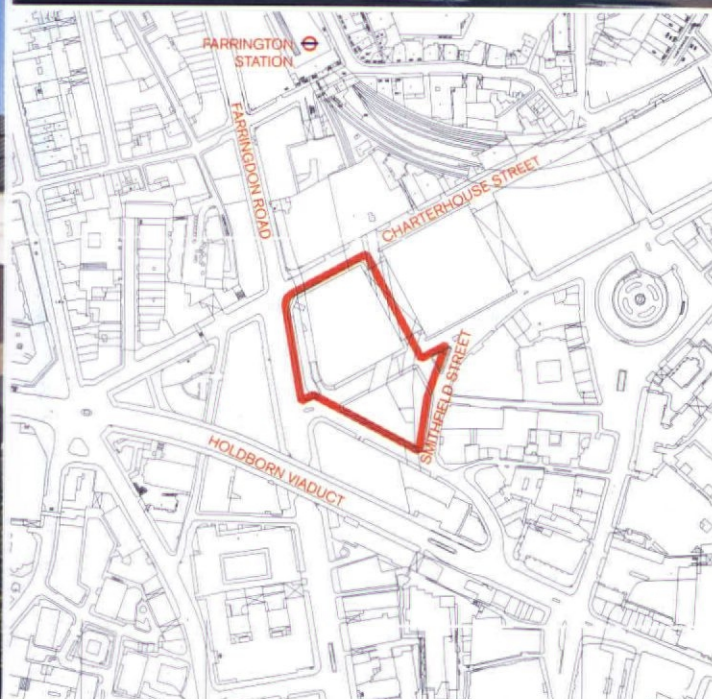 FARRINGTON
STATION
FARRINGDON ROAD
CHARTERHOUSE STREET
SMITHFIELD STREET
HOLDBORN VIADUCT